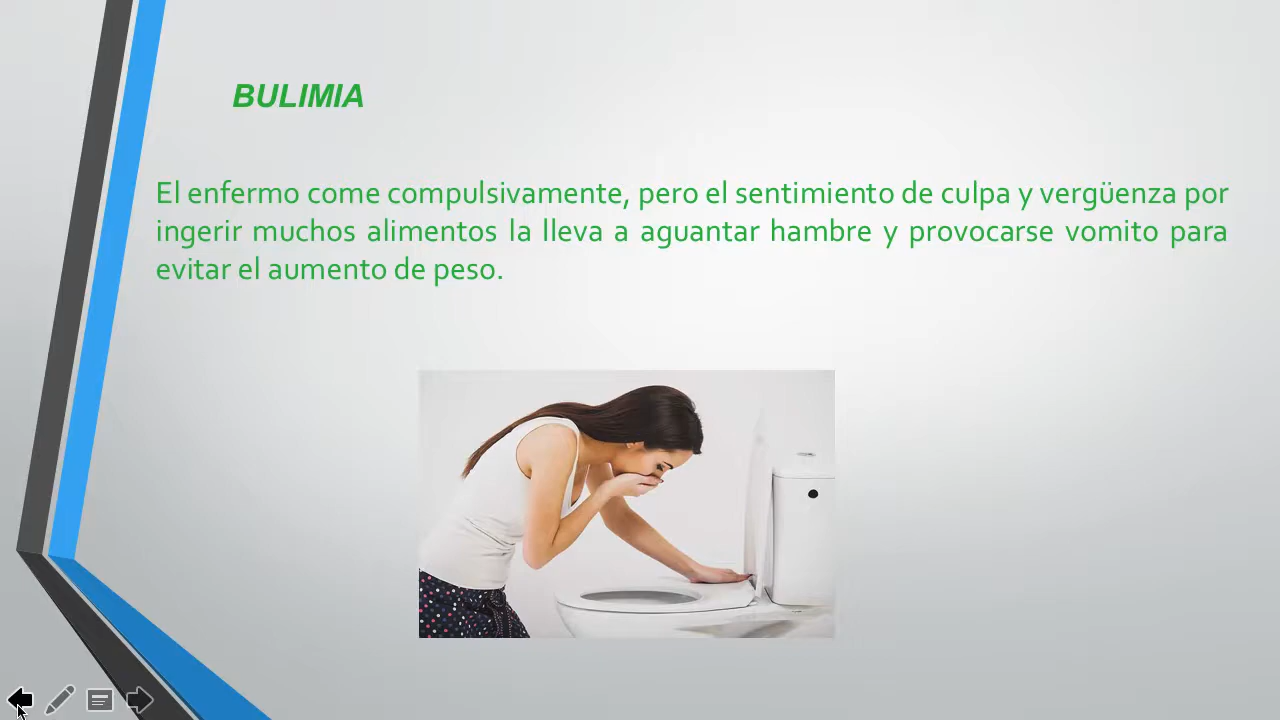 BULIMIA
El enfermo come compulsivamente, pero el sentimiento de culpa y vergüenza por
ingerir muchos alimentos la lleva a aguantar hambre y provocarse vomito para
evitar el aumento de peso.